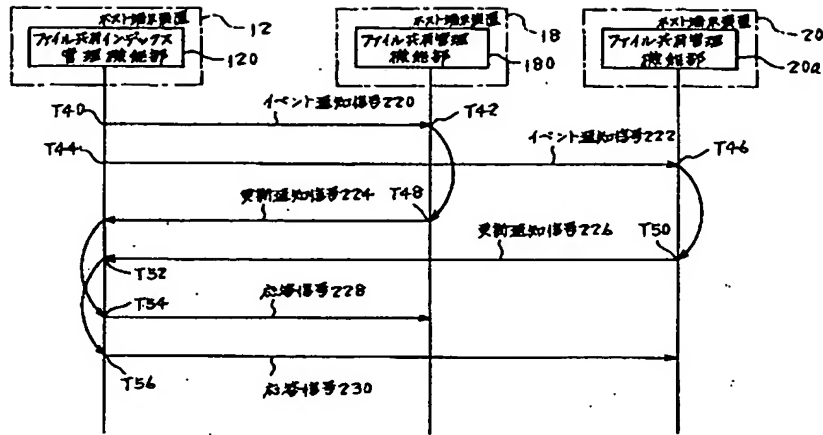 ホスト端末装置
12
ファイル共有インデックス
管理機能部
120
ホスト端末装置
18
ファイル共有管理
機能部
180
ホスト端末装置
20
ファイル共有管理
機能部
20a
T40
イベント通知信号220
T42
T44
イベント通知信号222
T46
更新通知信号224
T48
更新通知信号226
T50
T52
T54
応答信号228
T56
応答信号230